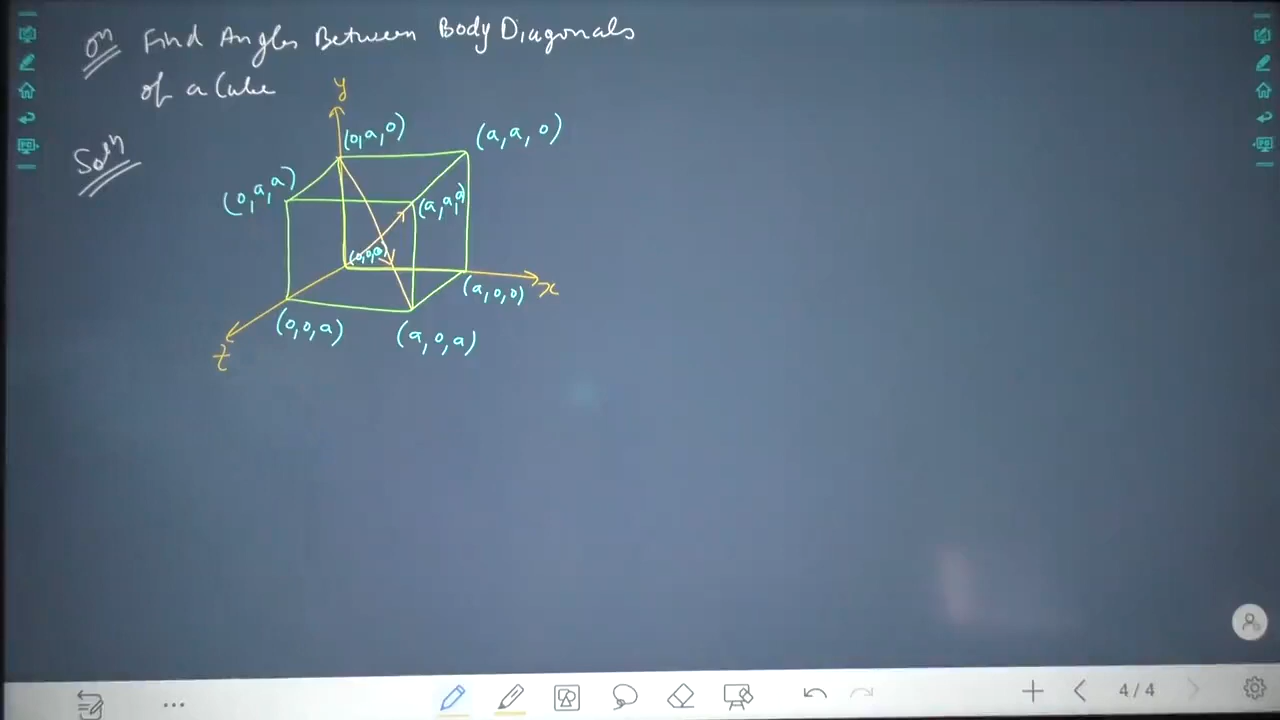 Qn Find Angles Between Body Diagonals
of a Cube
Solⁿ
y
(0,a,0)
(a,a,0)
(0,a,a)
(a,a,a)
(0,0,0)
(a,0,0)
x
(0,0,a)
(a,0,a)
z
4/4